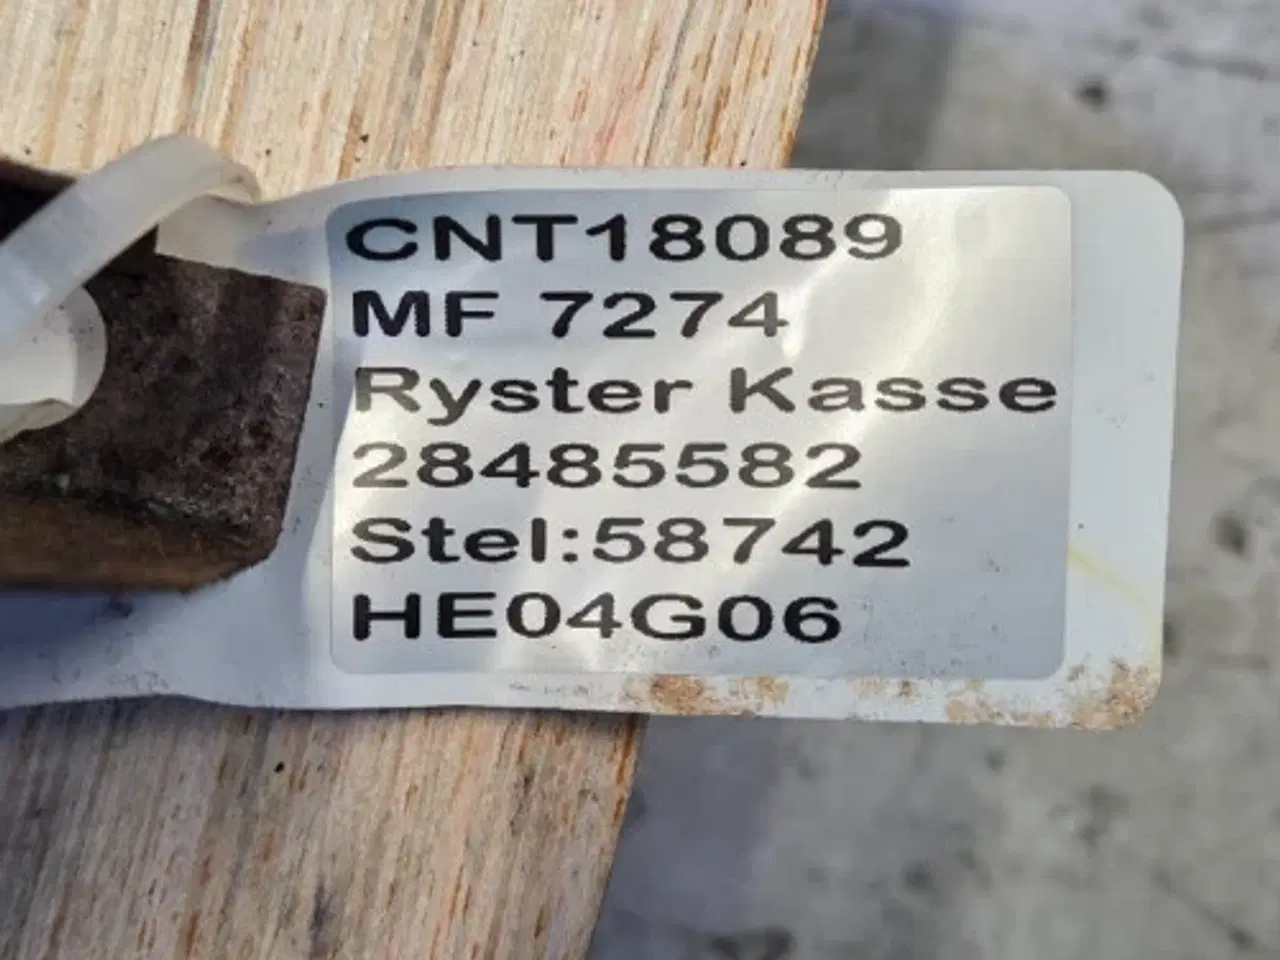 CNT18089
MF 7274
Ryster Kasse
28485582
Stel:58742
HE04G06